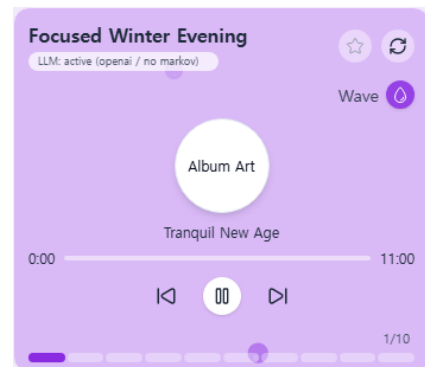 Focused Winter Evening
LLM: active (openai / no markov)
Wave
Album Art
Tranquil New Age
0:00 11:00
1/10